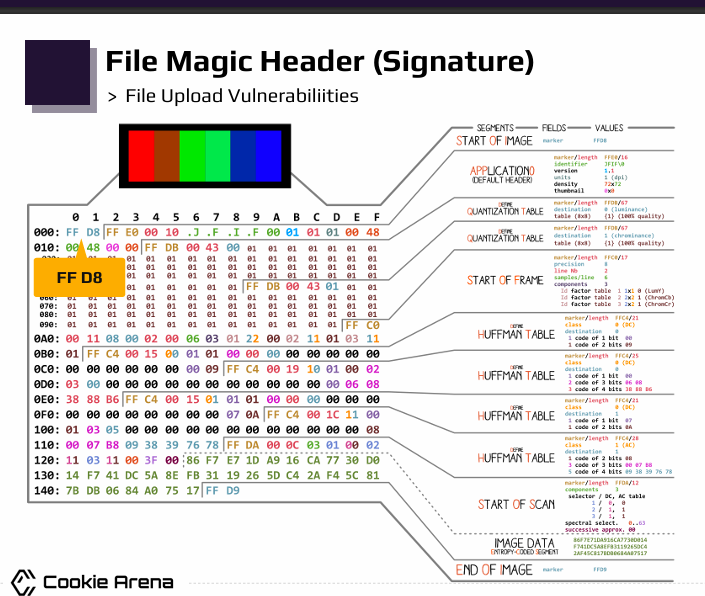 File Magic Header (Signature)
> File Upload Vulnerabiliities
SEGMENTS FIELDS VALUES
START OF IMAGE marker FFD8
APPLICATION0
(DEFAULT HEADER)
marker/length FFE0/16
identifier JFIF\0
version 1.1
units 1 (dpi)
density 72x72
thumbnail 0x0
DEFINE
QUANTIZATION TABLE
marker/length FFDB/67
destination 0 (luminance)
table (8x8) {1} (100% quality)
DEFINE
QUANTIZATION TABLE
marker/length FFDB/67
destination 1 (chrominance)
table (8x8) {1} (100% quality)
START OF FRAME
marker/length FFC0/17
precision 8
line Nb 2
samples/line 6
components 3
Id factor table 1 1x1 0 (LumY)
Id factor table 2 2x2 1 (ChromCb)
Id factor table 3 2x2 1 (ChromCr)
DEFINE
HUFFMAN TABLE
marker/length FFC4/21
class 0 (DC)
destination 0
1 code of 1 bit 00
1 code of 2 bits 09
DEFINE
HUFFMAN TABLE
marker/length FFC4/25
destination 0
1 code of 1 bit 00
2 code of 3 bits 06 08
3 code of 4 bits 38 88 B6
DEFINE
HUFFMAN TABLE
marker/length FFC4/21
class 0 (DC)
destination 1
1 code of 1 bit 07
1 code of 2 bits 0A
DEFINE
HUFFMAN TABLE
marker/length FFC4/28
class 1 (AC)
destination 1
1 code of 2 bits 08
3 code of 3 bits 00 07 B8
5 code of 4 bits 09 38 39 76 78
START OF SCAN
marker/length FFDA/12
components 3
selector / DC, AC table
1 / 0, 0
2 / 1, 1
3 / 1, 1
spectral select. 0..63
successive approx. 00
IMAGE DATA
ENTROPY-CODED SEGMENT
END OF IMAGE marker FFD9
0 1 2 3 4 5 6 7 8 9 A B C D E F
000: FF D8 FF E0 00 10 .J .F .I .F 00 01 01 01 00 48
010: 00 48 00 00 FF DB 00 43 00 01 01 01 01 01 01 01
FF D8
01 01 01 01 01 01 01 01 01 01 01
01 01 01 01 01 01 01 01 01 01 01
01 01 01 01 01 01 01 01 01 01 01
FF DB 00 43 01 01 01
060: 01 01 01 01 01 01 01 01 01 01 01 01 01 01 01 01
070: 01 01 01 01 01 01 01 01 01 01 01 01 01 01 01 01
080: 01 01 01 01 01 01 01 01 01 01 01 01 01 01 01 01
090: 01 01 01 01 01 01 01 01 01 01 01 01 01 01 FF C0
0A0: 00 11 08 00 02 00 06 03 01 22 00 02 11 01 03 11
0B0: 01 FF C4 00 15 00 01 01 00 00 00 00 00 00 00 00
0C0: 00 00 00 00 00 00 09 FF C4 00 19 10 01 00 00 02
0D0: 03 00 00 00 00 00 00 00 00 00 00 00 00 00 06 08
0E0: 38 88 B6 FF C4 00 15 01 01 01 00 00 00 00 00 00
0F0: 00 00 00 00 00 00 00 00 07 0A FF C4 00 1C 11 00
100: 01 03 05 00 00 00 00 00 00 00 00 00 00 00 00 08
110: 00 07 B8 09 38 39 76 78 FF DA 00 0C 03 01 00 02
120: 11 03 11 00 3F 00 86 F7 E7 1D A9 16 CA 77 30 D0
130: 14 F7 41 DC 5A 8E FB 31 19 26 5D C4 2A F4 5C 81
140: 7B DB 06 84 A0 75 17 FF D9
Cookie Arena